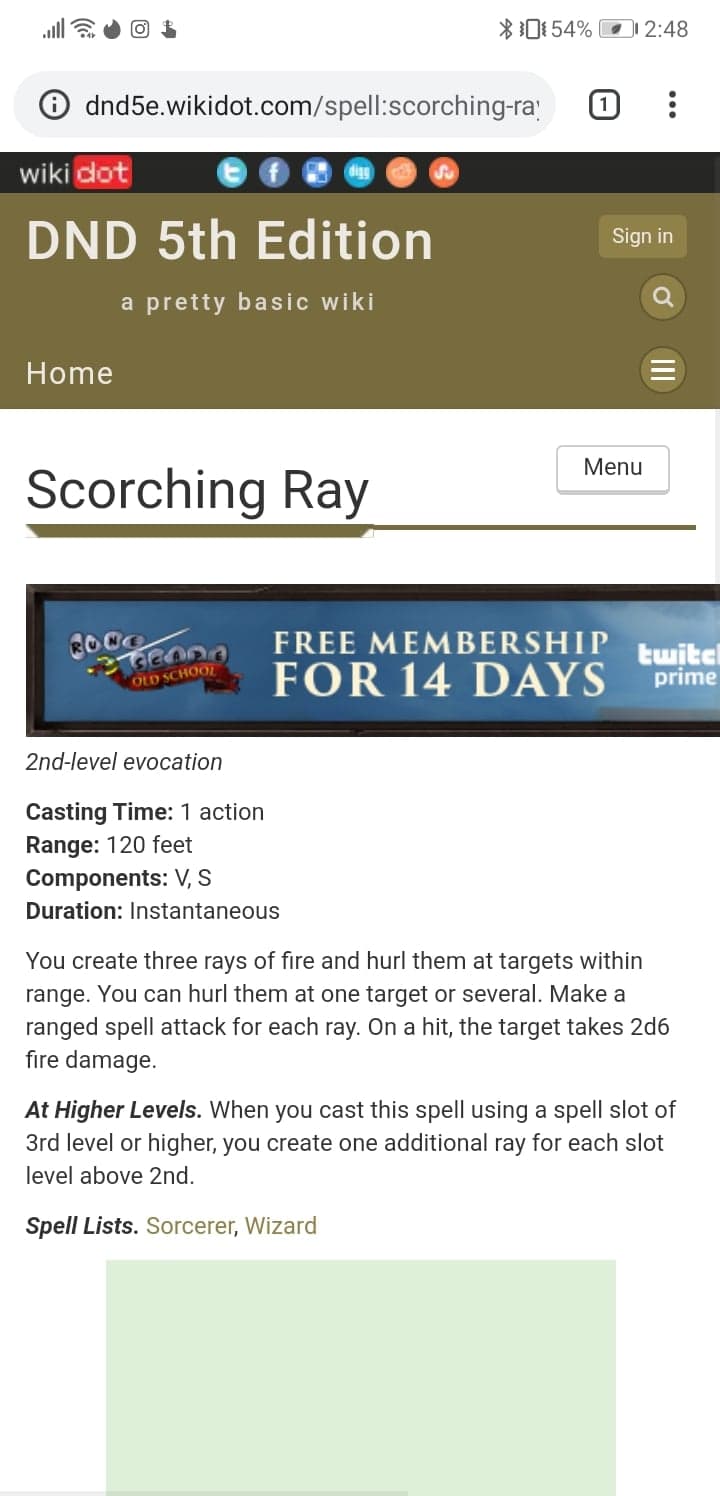 54% 2:48
dnd5e.wikidot.com/spell:scorching-ra
1
wiki dot
digg
DND 5th Edition
Sign in
a pretty basic wiki
Home
Scorching Ray
Menu
RUNE
SCAPE
OLD SCHOOL
FREE MEMBERSHIP
FOR 14 DAYS
twitc
prime
2nd-level evocation
Casting Time: 1 action
Range: 120 feet
Components: V, S
Duration: Instantaneous
You create three rays of fire and hurl them at targets within
range. You can hurl them at one target or several. Make a
ranged spell attack for each ray. On a hit, the target takes 2d6
fire damage.
At Higher Levels. When you cast this spell using a spell slot of
3rd level or higher, you create one additional ray for each slot
level above 2nd.
Spell Lists. Sorcerer, Wizard